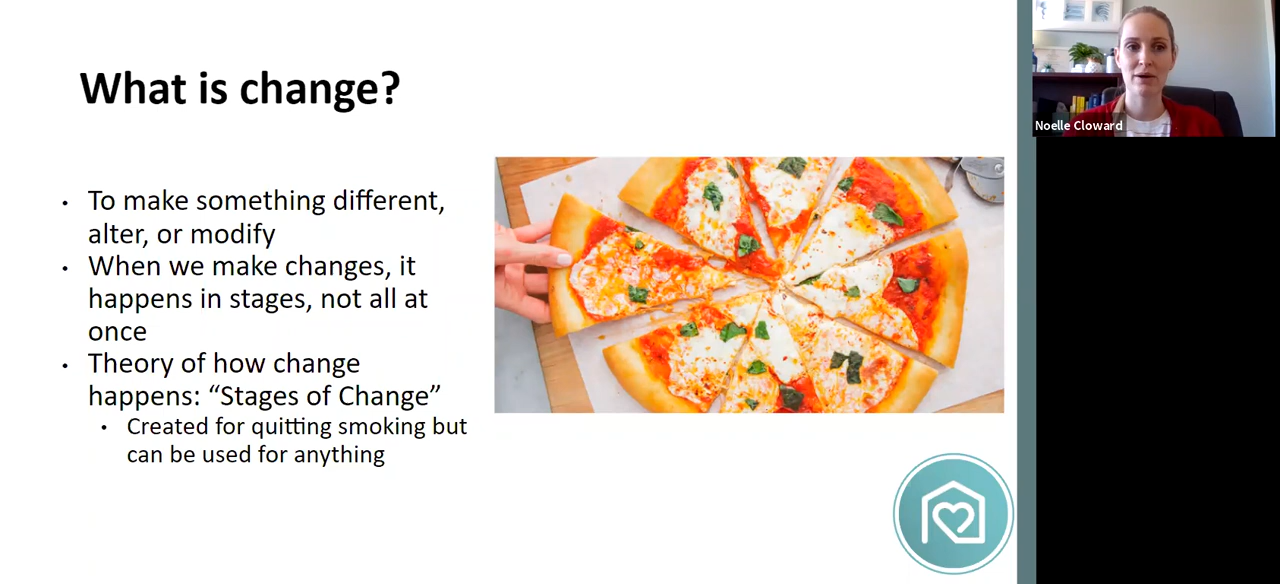 What is change?
• To make something different,
alter, or modify
• When we make changes, it
happens in stages, not all at
once
• Theory of how change
happens: “Stages of Change”
• Created for quitting smoking but
can be used for anything
Noelle Cloward